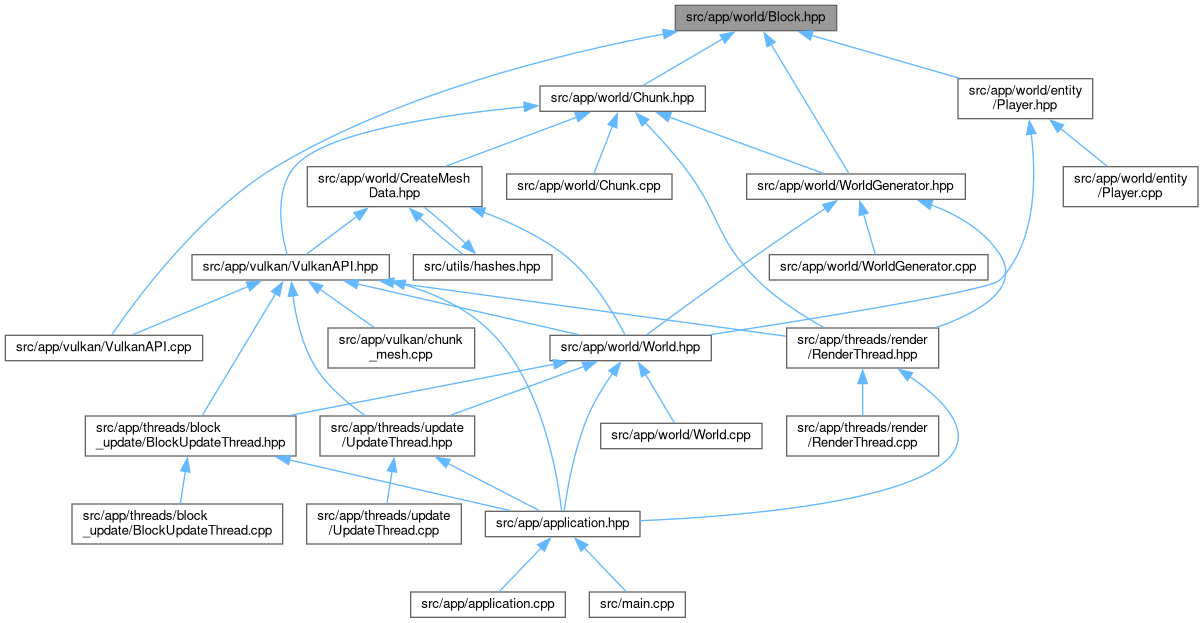 src/app/world/Block.hpp
src/app/world/Chunk.hpp
src/app/world/entity
/Player.hpp
src/app/world/CreateMesh
Data.hpp
src/app/world/Chunk.cpp
src/app/world/WorldGenerator.hpp
src/app/world/entity
/Player.cpp
src/app/vulkan/VulkanAPI.hpp
src/utils/hashes.hpp
src/app/world/WorldGenerator.cpp
src/app/vulkan/VulkanAPI.cpp
src/app/vulkan/chunk
_mesh.cpp
src/app/world/World.hpp
src/app/threads/render
/RenderThread.hpp
src/app/threads/block
_update/BlockUpdateThread.hpp
src/app/threads/update
/UpdateThread.hpp
src/app/world/World.cpp
src/app/threads/render
/RenderThread.cpp
src/app/threads/block
_update/BlockUpdateThread.cpp
src/app/threads/update
/UpdateThread.cpp
src/app/application.hpp
src/app/application.cpp
src/main.cpp